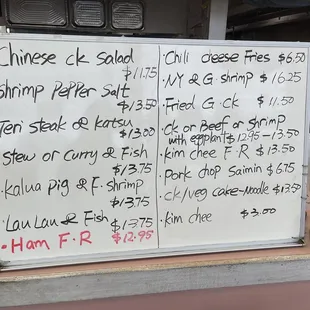 Chinese ck Salad
$11.75
Shrimp Pepper Salt
$13.50
Teri steak & katsu
$13.00
Stew or Curry & Fish
$13.75
• kalua pig & F. shrimp
$13.75
• Lau Lau & Fish $13.75
• Ham F.R $12.95
• Chili cheese Fries $6.50
• NY & G. shrimp $16.25
• Fried G. ck $11.50
• Ck or Beef or Shrimp
with eggplant $12.95-13.50
• kim chee F.R $13.50
• Pork chop Saimin $6.75
• ck/veg cake-Noodle $13.50
• kim chee $3.00